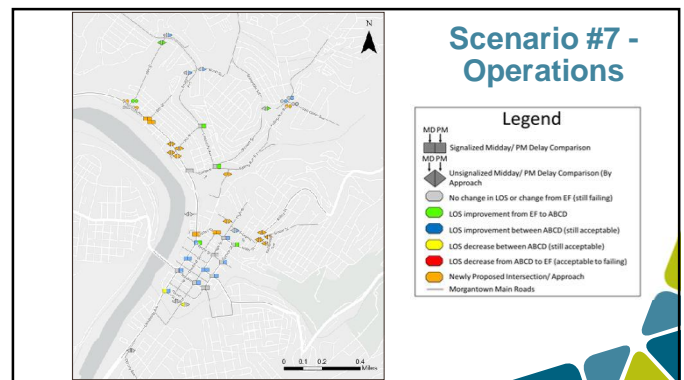 Scenario #7 -
Operations
N
Legend
MD PM
Signalized Midday/ PM Delay Comparison
MD PM
Unsignalized Midday/ PM Delay Comparison (By
Approach
No change in LOS or change from EF (still failing)
LOS improvement from EF to ABCD
LOS improvement between ABCD (still acceptable)
LOS decrease between ABCD (still acceptable)
LOS decrease from ABCD to EF (acceptable to failing)
Newly Proposed Intersection/ Approach
Morgantown Main Roads
0 0.1 0.2 0.4
Miles